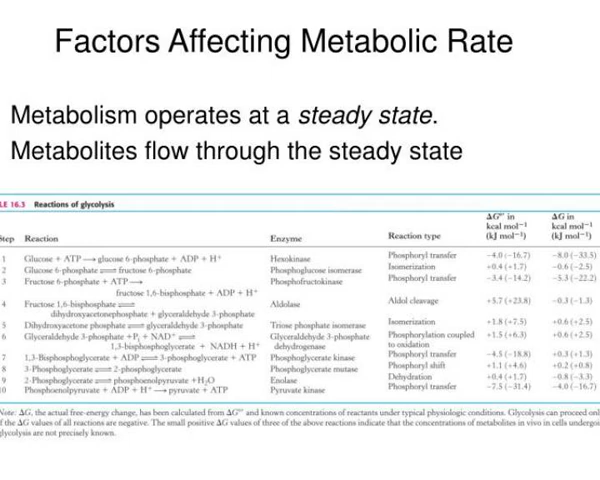 Factors Affecting Metabolic Rate
Metabolism operates at a steady state.
Metabolites flow through the steady state
LE 16.3 Reactions of glycolysis
ΔG°′ in ΔG in
kcal mol⁻¹ kcal mol⁻¹
Step Reaction Enzyme Reaction type (kJ mol⁻¹) (kJ mol⁻¹)
1 Glucose + ATP ⟶ glucose 6-phosphate + ADP + H⁺ Hexokinase Phosphoryl transfer −4.0 (−16.7) −8.0 (−33.5)
2 Glucose 6-phosphate ⇌ fructose 6-phosphate Phosphoglucose isomerase Isomerization +0.4 (+1.7) −0.6 (−2.5)
3 Fructose 6-phosphate + ATP ⟶ Phosphofructokinase Phosphoryl transfer −3.4 (−14.2) −5.3 (−22.2)
fructose 1,6-bisphosphate + ADP + H⁺
4 Fructose 1,6-bisphosphate ⇌ Aldolase Aldol cleavage +5.7 (+23.8) −0.3 (−1.3)
dihydroxyacetonephosphate + glyceraldehyde 3-phosphate
5 Dihydroxyacetone phosphate ⇌ glyceraldehyde 3-phosphate Triose phosphate isomerase Isomerization +1.8 (+7.5) +0.6 (+2.5)
6 Glyceraldehyde 3-phosphate + Pᵢ + NAD⁺ ⇌ Glyceraldehyde 3-phosphate Phosphorylation coupled +1.5 (+6.3) +0.6 (+2.5)
1,3-bisphosphoglycerate + NADH + H⁺ dehydrogenase to oxidation
7 1,3-Bisphosphoglycerate + ADP ⇌ 3-phosphoglycerate + ATP Phosphoglycerate kinase Phosphoryl transfer −4.5 (−18.8) +0.3 (+1.3)
8 3-Phosphoglycerate ⇌ 2-phosphoglycerate Phosphoglycerate mutase Phosphoryl shift +1.1 (+4.6) +0.2 (+0.8)
9 2-Phosphoglycerate ⇌ phosphoenolpyruvate + H₂O Enolase Dehydration +0.4 (+1.7) −0.8 (−3.3)
10 Phosphoenolpyruvate + ADP + H⁺ ⟶ pyruvate + ATP Pyruvate kinase Phosphoryl transfer −7.5 (−31.4) −4.0 (−16.7)
Note: ΔG, the actual free-energy change, has been calculated from ΔG°′ and known concentrations of reactants under typical physiologic conditions. Glycolysis can proceed onl
f the ΔG values of all reactions are negative. The small positive ΔG values of three of the above reactions indicate that the concentrations of metabolites in vivo in cells undergoi
glycolysis are not precisely known.